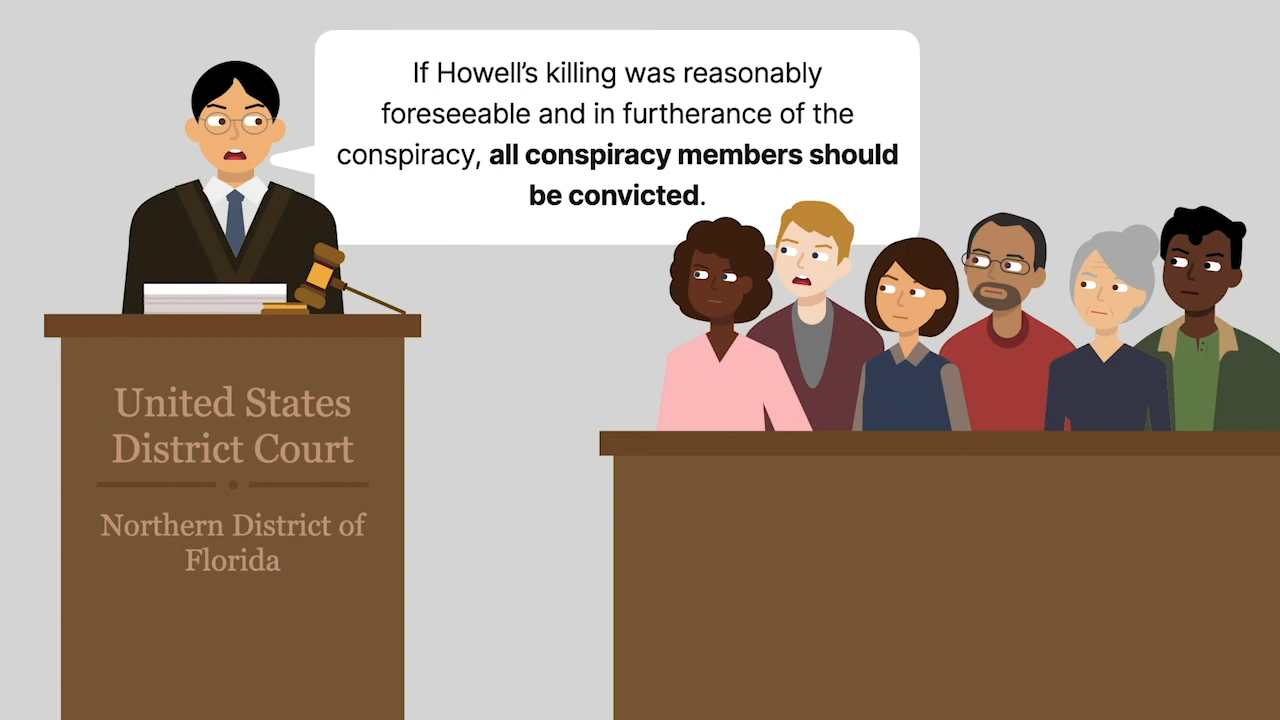 If Howell’s killing was reasonably
foreseeable and in furtherance of the
conspiracy, all conspiracy members should
be convicted.
United States
District Court
Northern District of
Florida